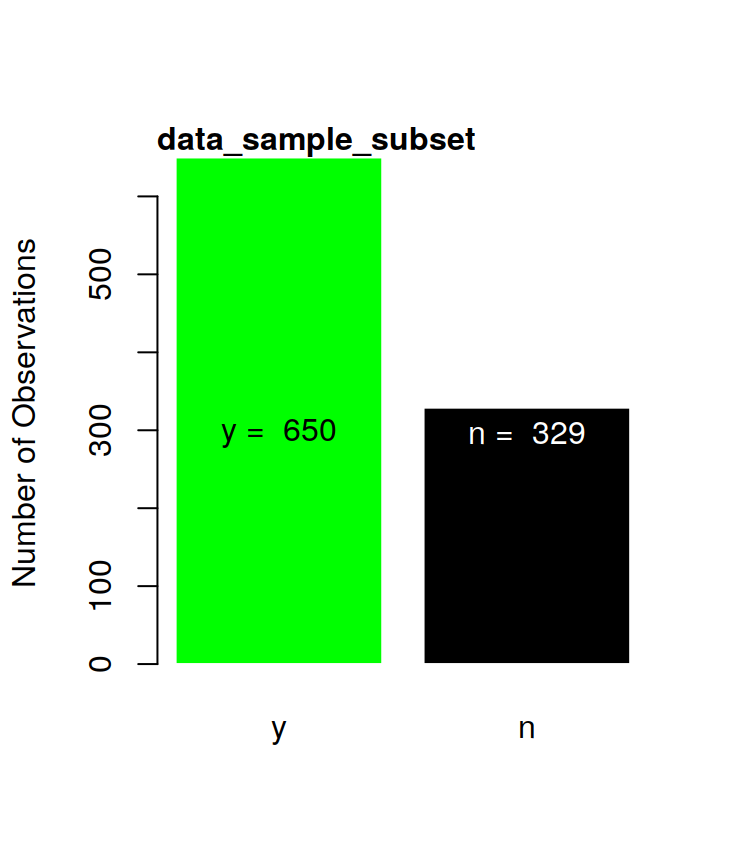 data_sample_subset
Number of Observations
500
300
100
0
y =  650
n =  329
y
n